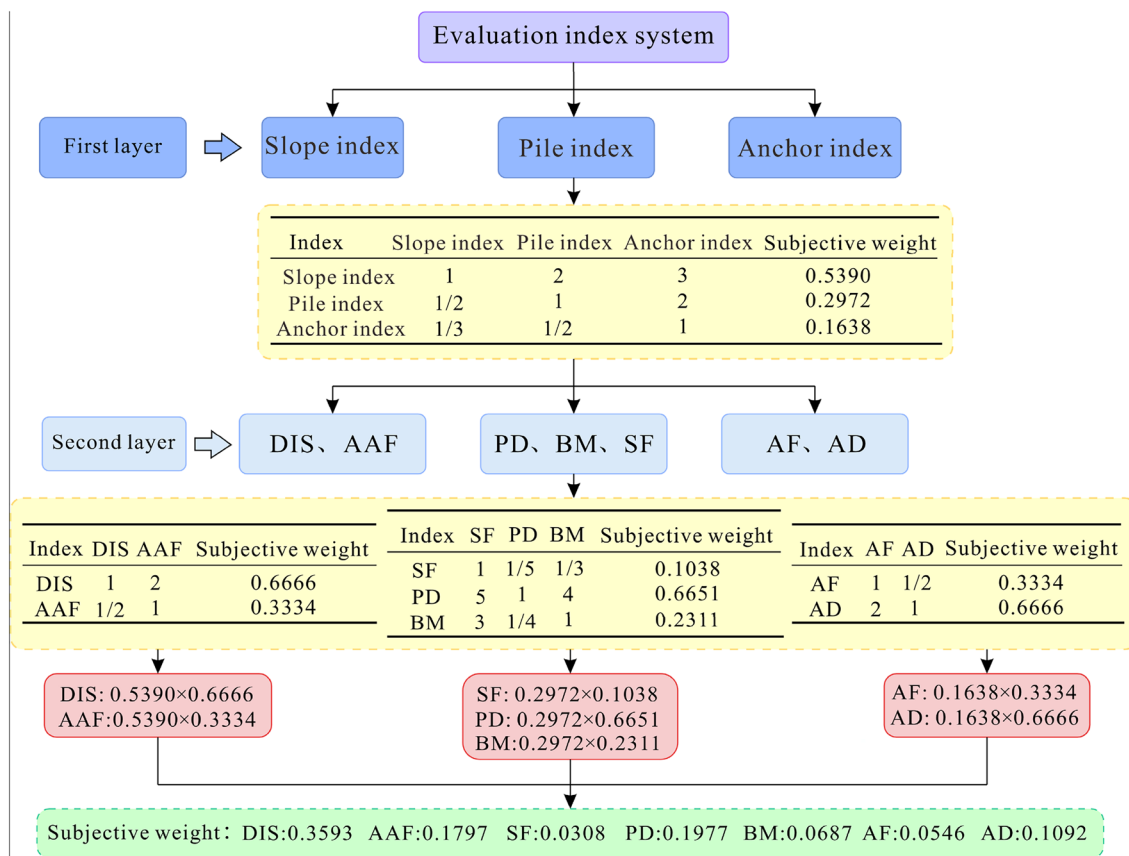 Evaluation index system
First layer
Slope index
Pile index
Anchor index
Index Slope index Pile index Anchor index Subjective weight
Slope index 1 2 3 0.5390
Pile index 1/2 1 2 0.2972
Anchor index 1/3 1/2 1 0.1638
Second layer
DIS、AAF
PD、BM、SF
AF、AD
Index DIS AAF Subjective weight
DIS 1 2 0.6666
AAF 1/2 1 0.3334
Index SF PD BM Subjective weight
SF 1 1/5 1/3 0.1038
PD 5 1 4 0.6651
BM 3 1/4 1 0.2311
Index AF AD Subjective weight
AF 1 1/2 0.3334
AD 2 1 0.6666
DIS: 0.5390×0.6666
AAF:0.5390×0.3334
SF: 0.2972×0.1038
PD: 0.2972×0.6651
BM:0.2972×0.2311
AF: 0.1638×0.3334
AD: 0.1638×0.6666
Subjective weight: DIS:0.3593 AAF:0.1797 SF:0.0308 PD:0.1977 BM:0.0687 AF:0.0546 AD:0.1092